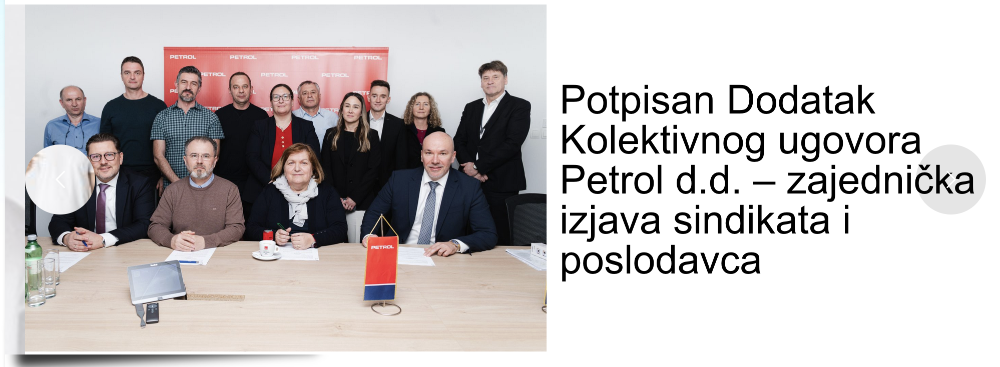 PETROL PETROL PETROL PETROL
PETROL PETROL PETROL
PETROL
Potpisan Dodatak
Kolektivnog ugovora
Petrol d.d. – zajednička
izjava sindikata i
poslodavca